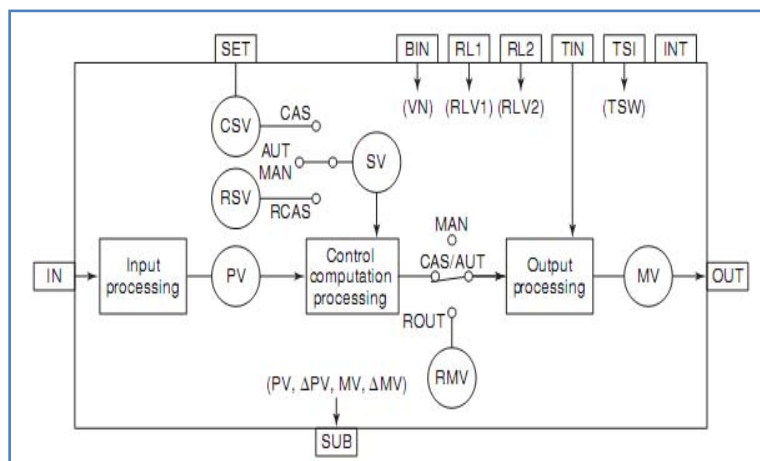 SET BIN RL1 RL2 TIN TSI INT
(VN) (RLV1) (RLV2) (TSW)
CSV CAS
AUT
MAN SV
RSV RCAS
MAN
IN Input
processing PV Control
computation
processing CAS/AUT Output
processing MV OUT
ROUT
RMV
(PV, ΔPV, MV, ΔMV)
SUB